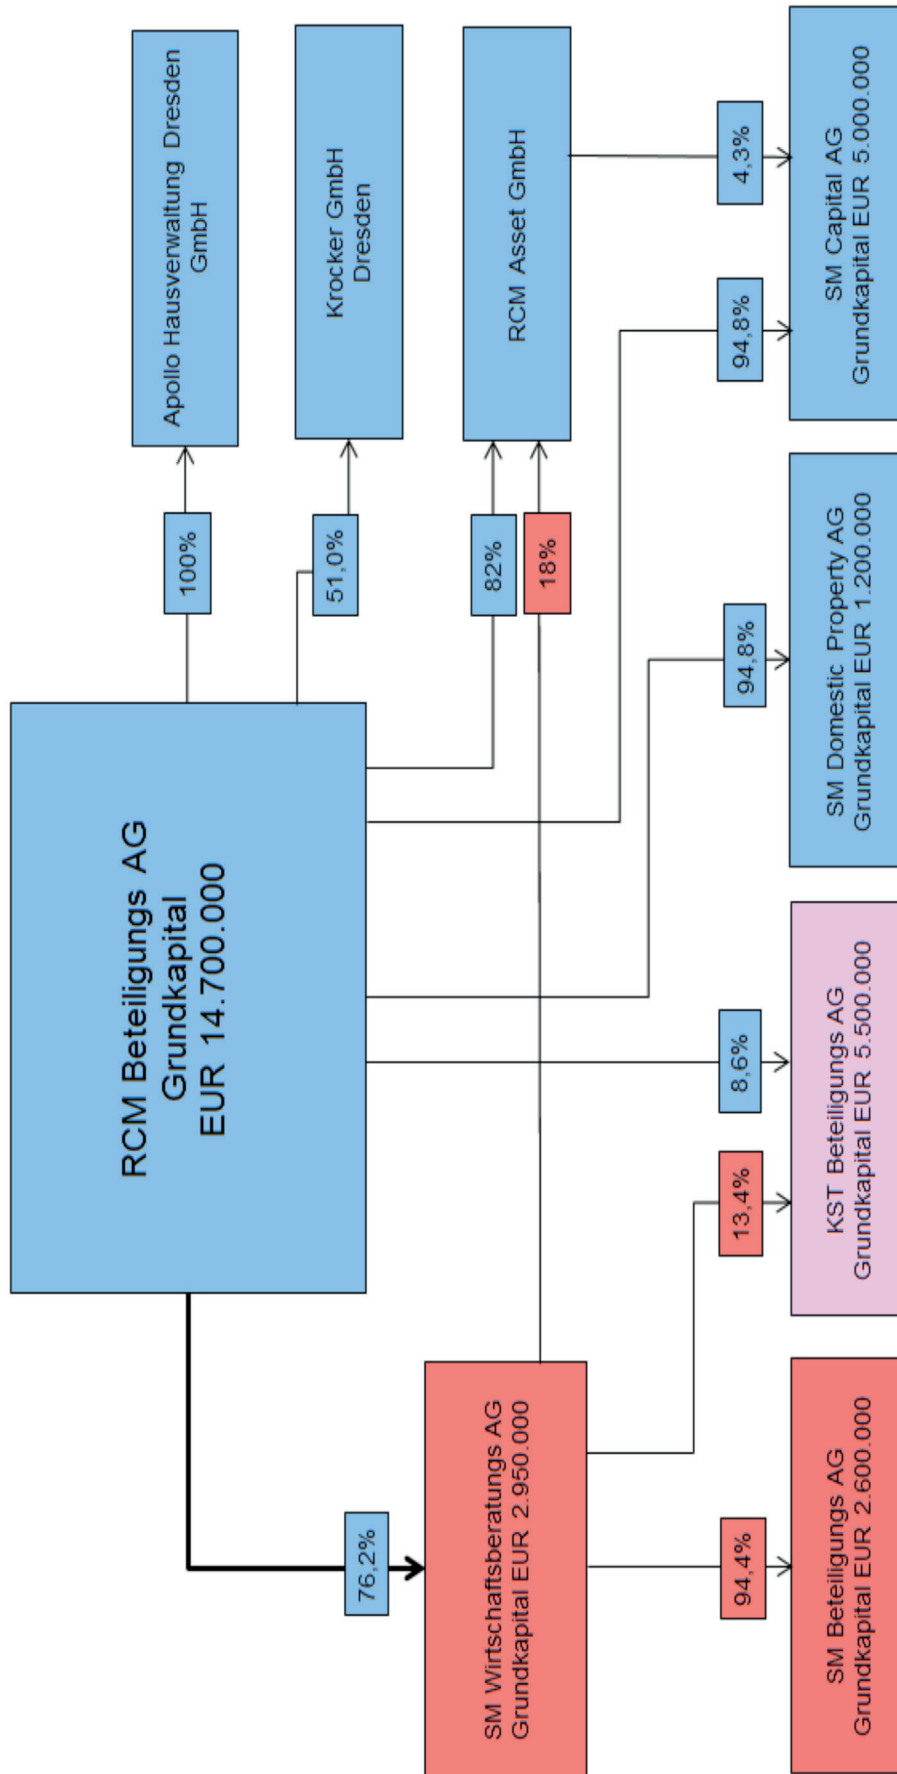 RCM Beteiligungs AG
Grundkapital
EUR 14.700.000
100%
Apollo Hausverwaltung Dresden
GmbH
51,0%
Krocker GmbH
Dresden
82%
18%
RCM Asset GmbH
76,2%
SM Wirtschaftsberatungs AG
Grundkapital EUR 2.950.000
94,4%
13,4%
8,6%
94,8%
94,8%
4,3%
SM Beteiligungs AG
Grundkapital EUR 2.600.000
KST Beteiligungs AG
Grundkapital EUR 5.500.000
SM Domestic Property AG
Grundkapital EUR 1.200.000
SM Capital AG
Grundkapital EUR 5.000.000